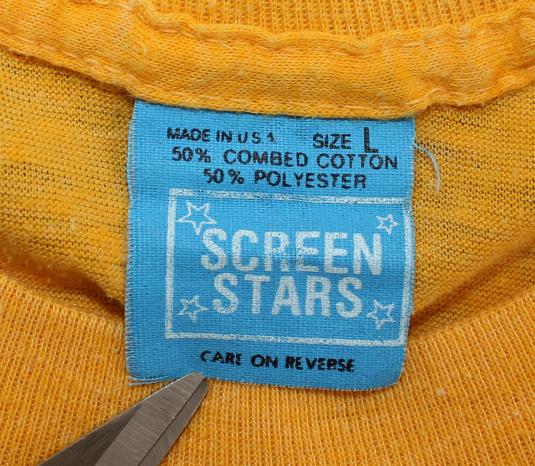 MADE IN U.S.A. SIZE L
50% COMBED COTTON
50% POLYESTER
SCREEN
STARS
CARE ON REVERSE